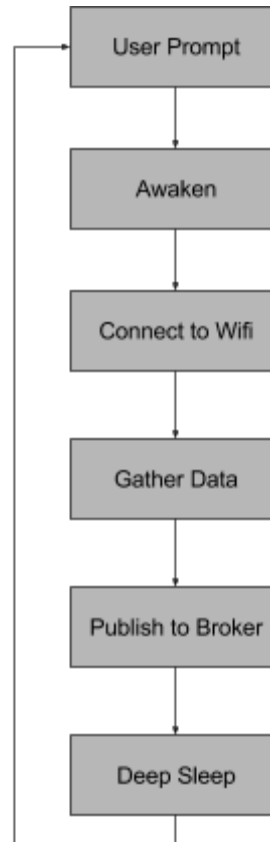 User Prompt
Awaken
Connect to Wifi
Gather Data
Publish to Broker
Deep Sleep